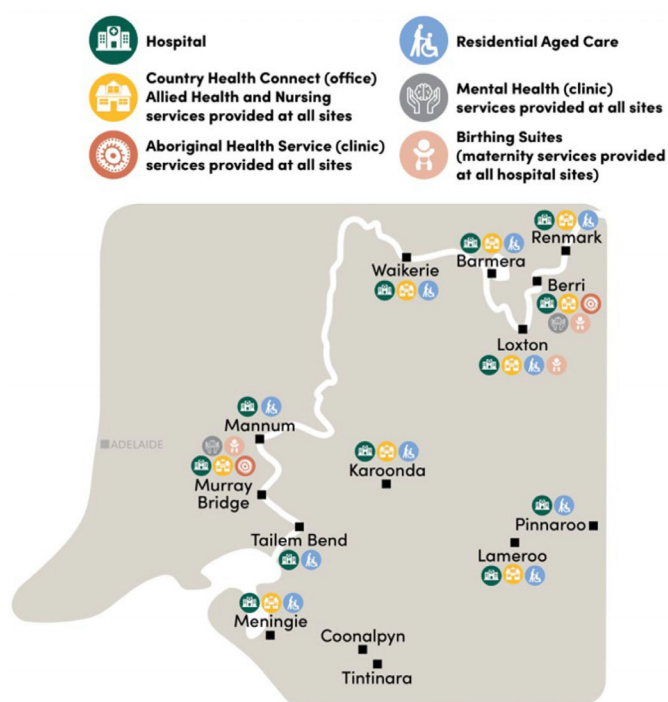 Hospital
Residential Aged Care
Country Health Connect (office)
Allied Health and Nursing
services provided at all sites
Mental Health (clinic)
services provided at all sites
Aboriginal Health Service (clinic)
services provided at all sites
Birthing Suites
(maternity services provided
at all hospital sites)
Renmark
Barmera
Waikerie
Berri
Loxton
Mannum
ADELAIDE
Karoonda
Murray
Bridge
Pinnaroo
Tailem Bend
Lameroo
Meningie
Coonalpyn
Tintinara